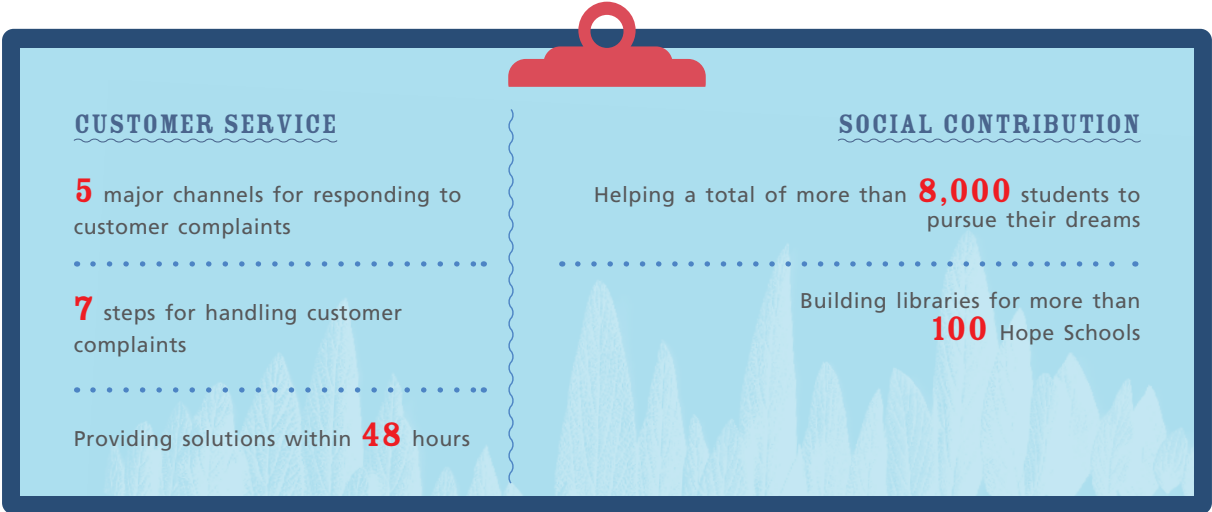 CUSTOMER SERVICE
5 major channels for responding to
customer complaints
7 steps for handling customer
complaints
Providing solutions within 48 hours
SOCIAL CONTRIBUTION
Helping a total of more than 8,000 students to
pursue their dreams
Building libraries for more than
100 Hope Schools